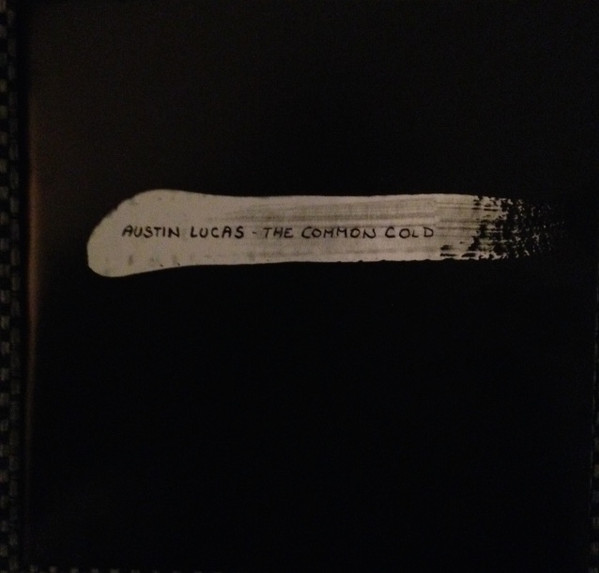 AUSTIN LUCAS - THE COMMON COLD